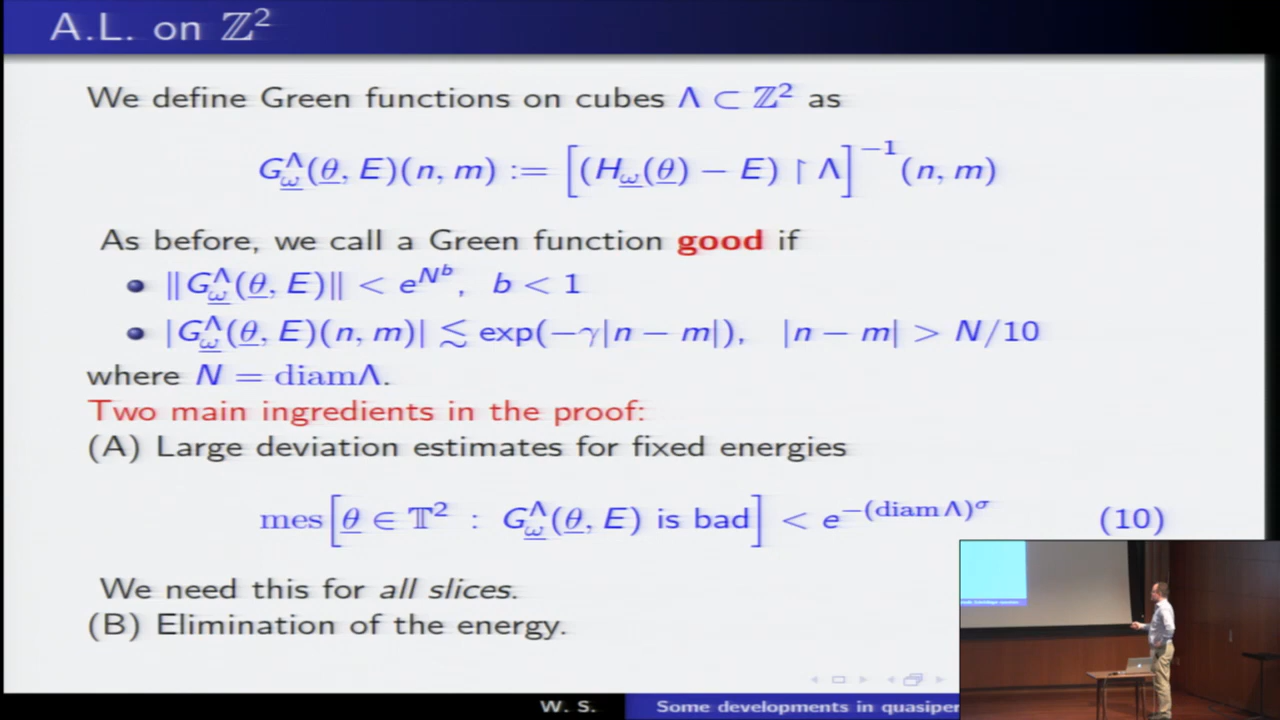 A.L. on ℤ²
We define Green functions on cubes Λ ⊂ ℤ² as
G^Λ_ω(θ, E)(n, m) := [(H_ω(θ) − E) ↾ Λ]^−1 (n, m)
As before, we call a Green function good if
‖G^Λ_ω(θ, E)‖ < e^{N^b}, b < 1
|G^Λ_ω(θ, E)(n, m)| ≲ exp(−γ|n − m|), |n − m| > N/10
where N = diamΛ.
Two main ingredients in the proof:
(A) Large deviation estimates for fixed energies
mes[θ ∈ 𝕋² : G^Λ_ω(θ, E) is bad] < e^{−(diam Λ)^σ} (10)
We need this for all slices.
(B) Elimination of the energy.
W. S. Some developments in quasiper